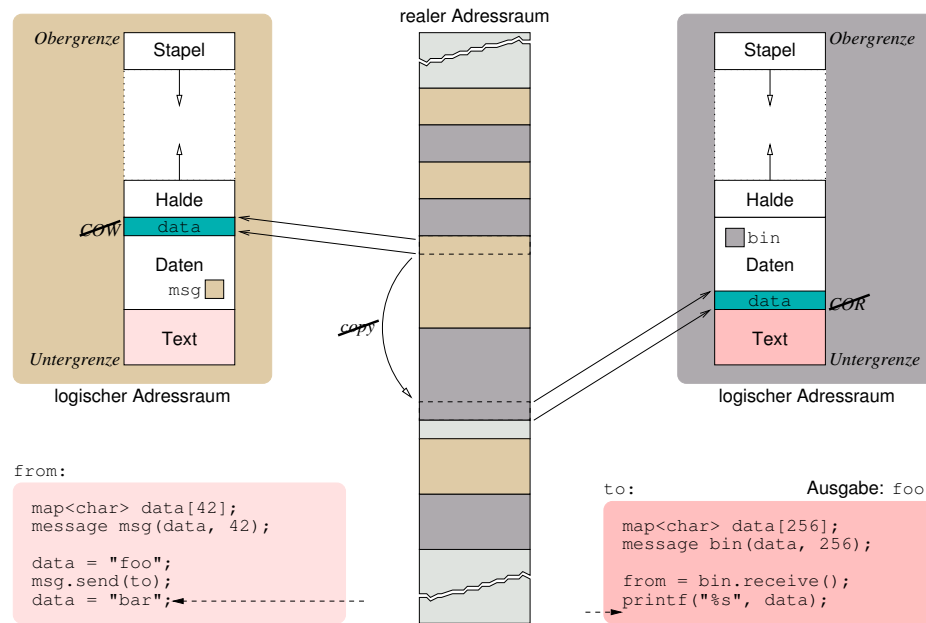 realer Adressraum
Obergrenze
Stapel
Halde
COW
data
Daten
msg
Text
Untergrenze
logischer Adressraum
copy
Obergrenze
Stapel
Halde
bin
Daten
data
COR
Text
Untergrenze
logischer Adressraum
from:
map<char> data[42];
message msg(data, 42);
data = "foo";
msg.send(to);
data = "bar";
to:
Ausgabe: foo
map<char> data[256];
message bin(data, 256);
from = bin.receive();
printf("%s", data);